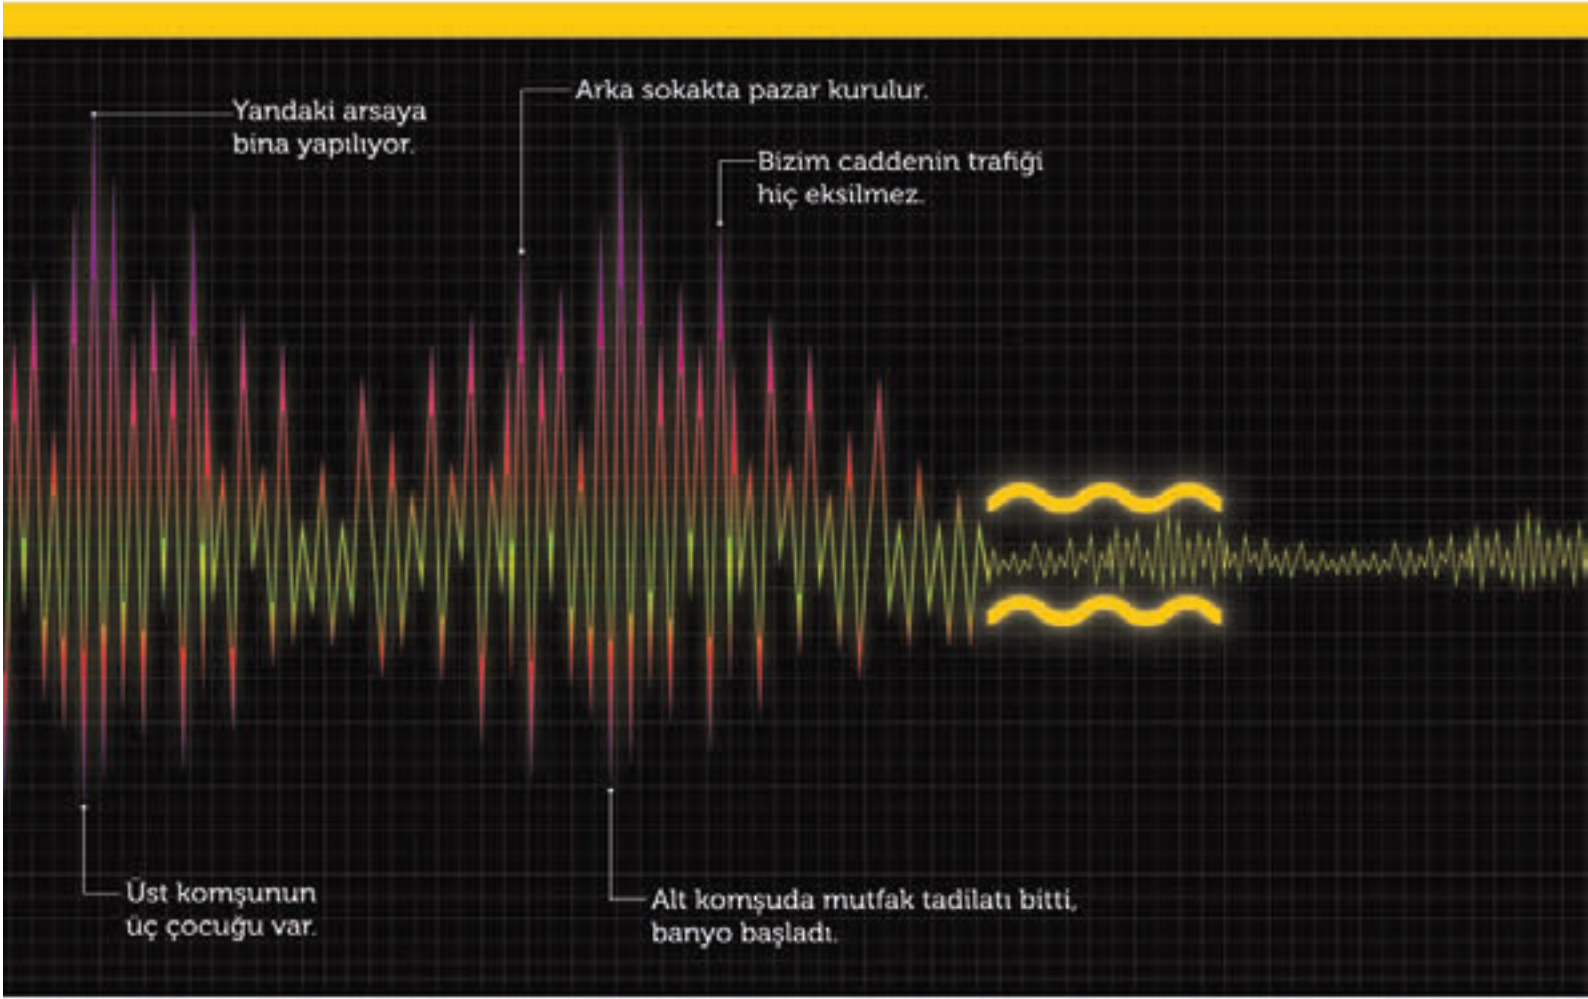 Yandaki arsaya
bina yapılıyor.
Arka sokakta pazar kurulur.
Bizim caddenin trafiği
hiç eksilmez.
Üst komşunun
üç çocuğu var.
Alt komşuda mutfak tadilatı bitti,
banyo başladı.